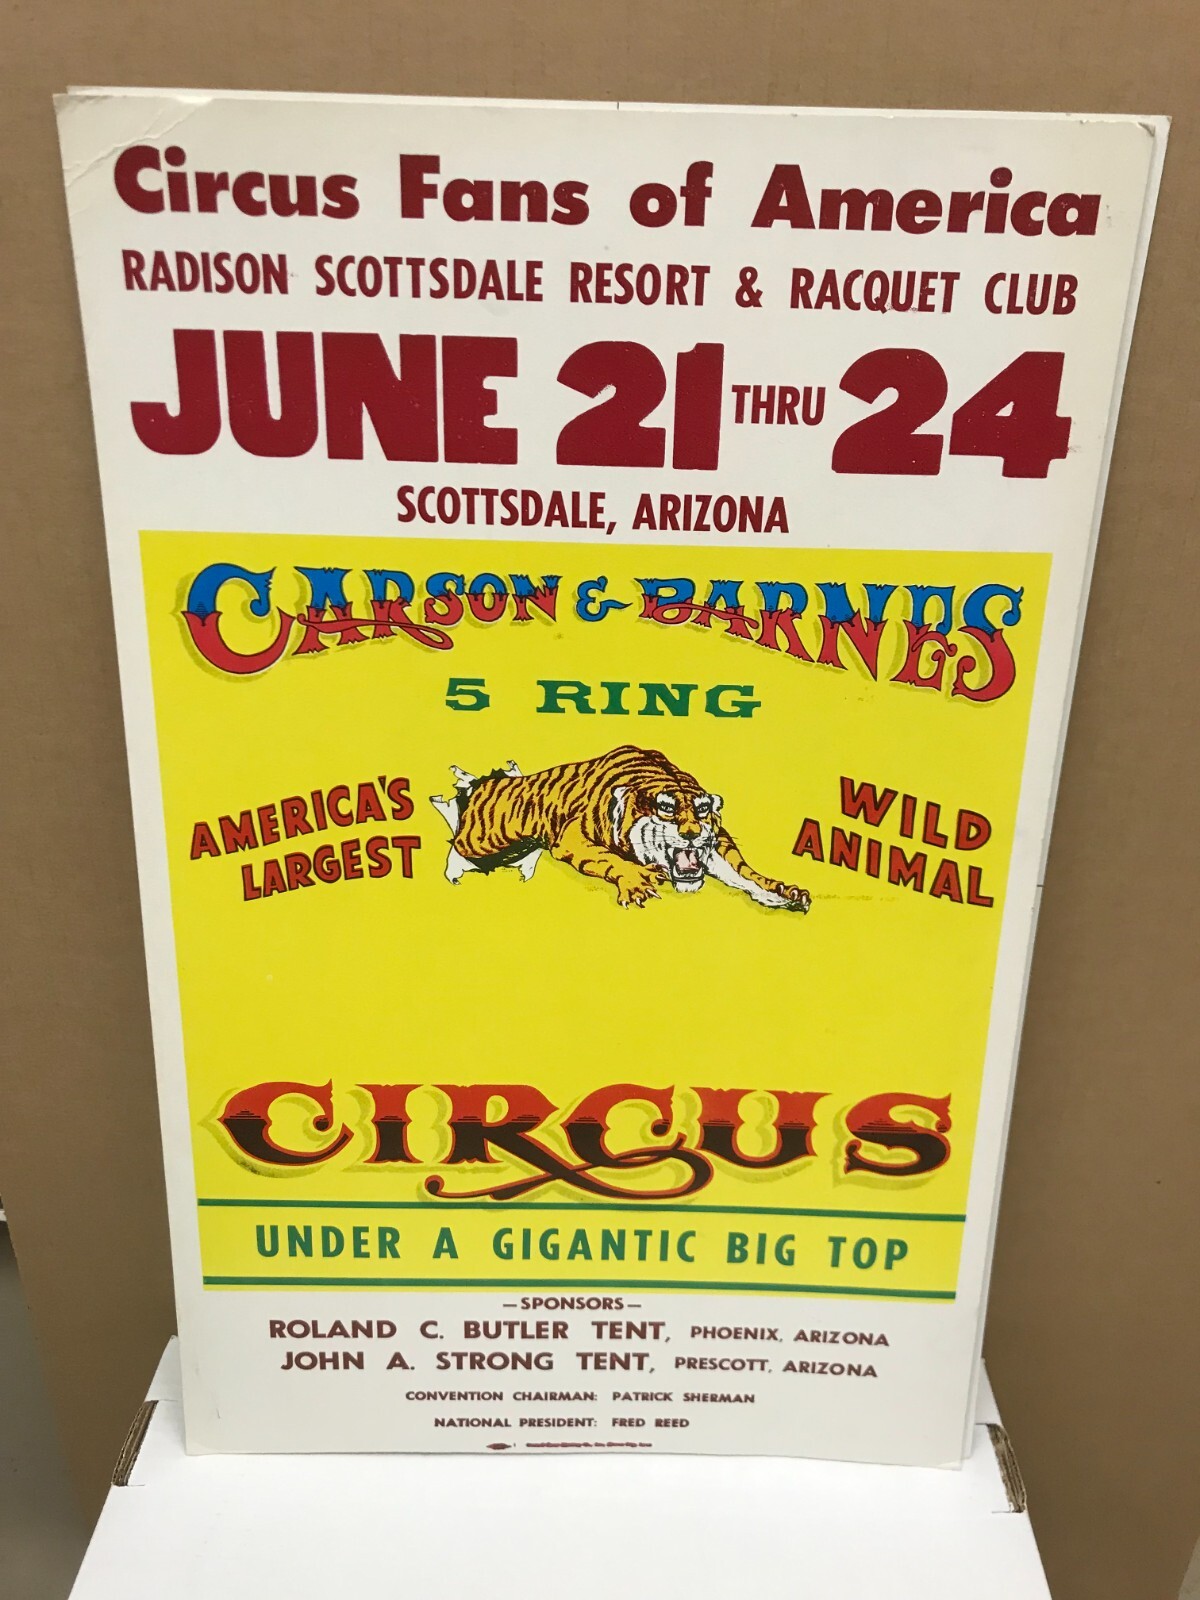 Circus Fans of America
RADISON SCOTTSDALE RESORT & RACQUET CLUB
JUNE 21 THRU 24
SCOTTSDALE, ARIZONA
CARSON & BARNES
5 RING
AMERICA'S
LARGEST
WILD
ANIMAL
CIRCUS
UNDER A GIGANTIC BIG TOP
—SPONSORS—
ROLAND C. BUTLER TENT, PHOENIX, ARIZONA
JOHN A. STRONG TENT, PRESCOTT, ARIZONA
CONVENTION CHAIRMAN: PATRICK SHERMAN
NATIONAL PRESIDENT: FRED REED